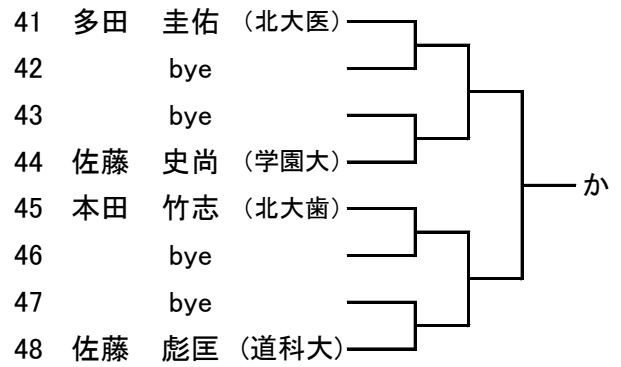 41 多田 圭佑 (北大医)
42 bye
43 bye
44 佐藤 史尚 (学園大)
か
45 本田 竹志 (北大歯)
46 bye
47 bye
48 佐藤 彪匡 (道科大)